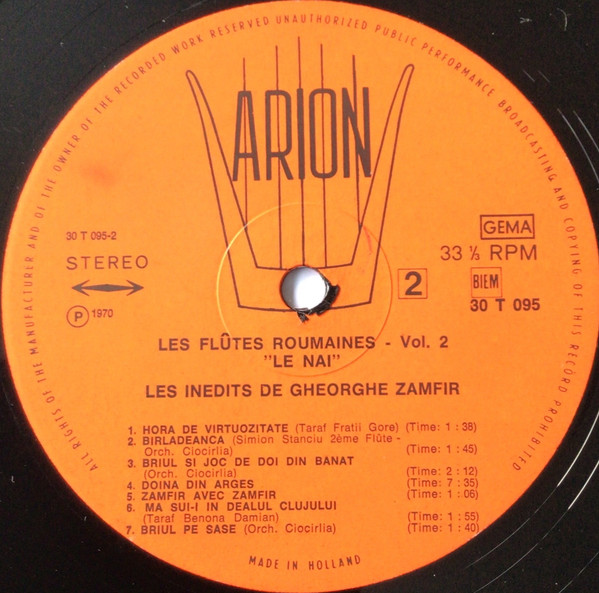 ALL RIGHTS OF THE MANUFACTURER AND OF THE OWNER OF THE RECORDED WORK RESERVED UNAUTHORIZED PUBLIC PERFORMANCE BROADCASTING AND COPYING OF THIS RECORD PROHIBITED
ARION
30 T 095-2
STEREO
P 1970
GEMA
33 ⅓ RPM
2
BIEM
30 T 095
LES FLÛTES ROUMAINES - Vol. 2
"LE NAI"
LES INEDITS DE GHEORGHE ZAMFIR
1. HORA DE VIRTUOZITATE (Taraf Fratii Gore) (Time: 1 : 38)
2. BIRLADEANCA (Simion Stanciu 2ème Flûte -
Orch. Ciocirlia) (Time: 1 : 45)
3. BRIUL SI JOC DE DOI DIN BANAT
(Orch. Ciocirlia) (Time: 2 : 12)
4. DOINA DIN ARGES (Time: 7 : 35)
5. ZAMFIR AVEC ZAMFIR (Time: 1 : 06)
6. MA SUI-I IN DEALUL CLUJULUI
(Taraf Benona Damian) (Time: 1 : 55)
7. BRIUL PE SASE (Orch. Ciocirlia) (Time: 1 : 40)
MADE IN HOLLAND